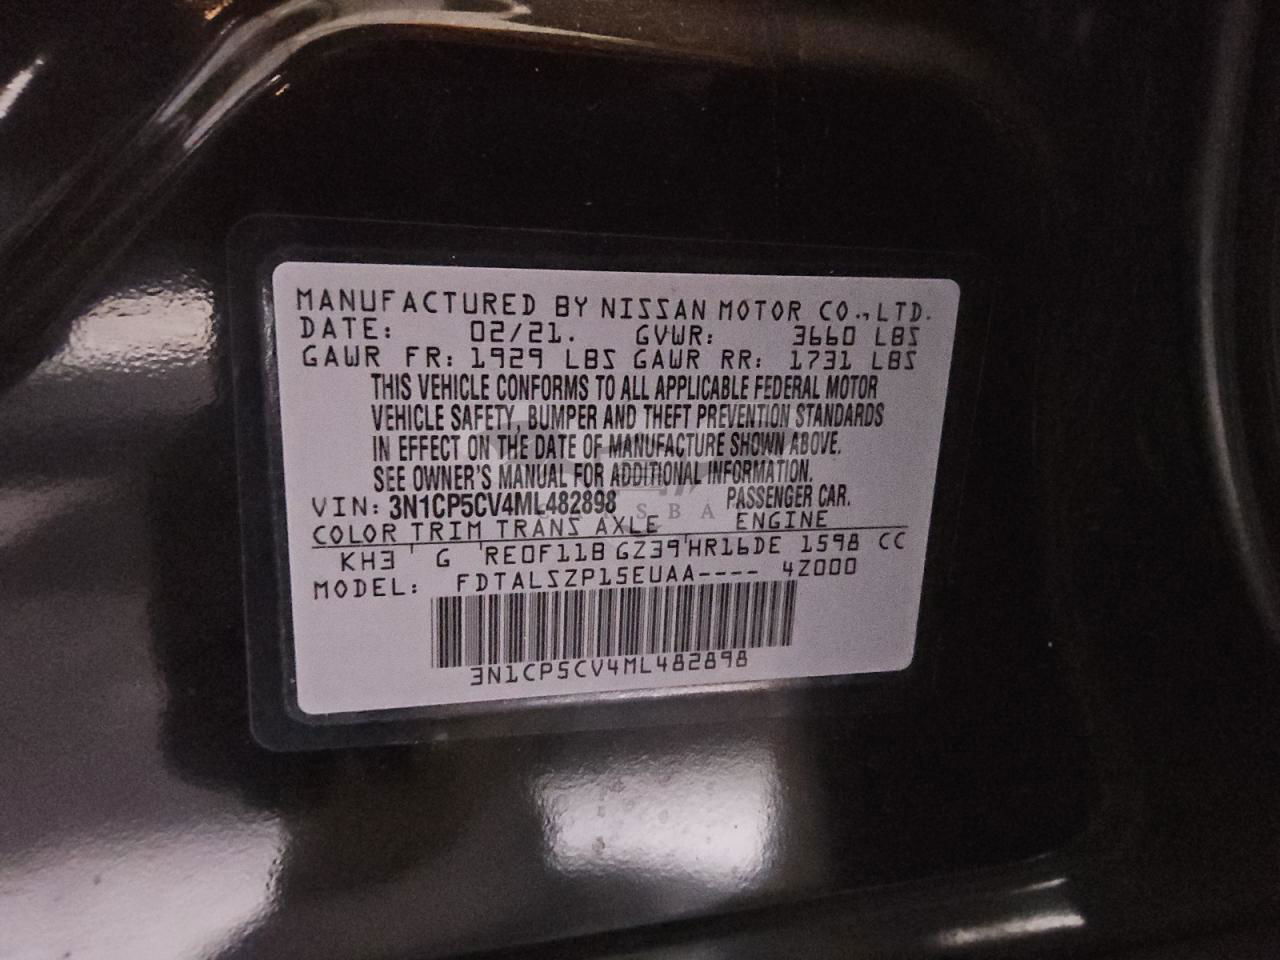 MANUFACTURED BY NISSAN MOTOR CO.,LTD.
DATE: 02/21. GVWR: 3660 LBS
GAWR FR: 1929 LBS GAWR RR: 1731 LBS
THIS VEHICLE CONFORMS TO ALL APPLICABLE FEDERAL MOTOR
VEHICLE SAFETY, BUMPER AND THEFT PREVENTION STANDARDS
IN EFFECT ON THE DATE OF MANUFACTURE SHOWN ABOVE.
SEE OWNER'S MANUAL FOR ADDITIONAL INFORMATION.
VIN: 3N1CP5CV4ML482898 PASSENGER CAR.
COLOR TRIM TRANS AXLE ENGINE
KH3 G RE0F11B GZ39 HR16DE 1598 CC
MODEL: FDTALSZP15EUAA---- 4Z000
3N1CP5CV4ML482898